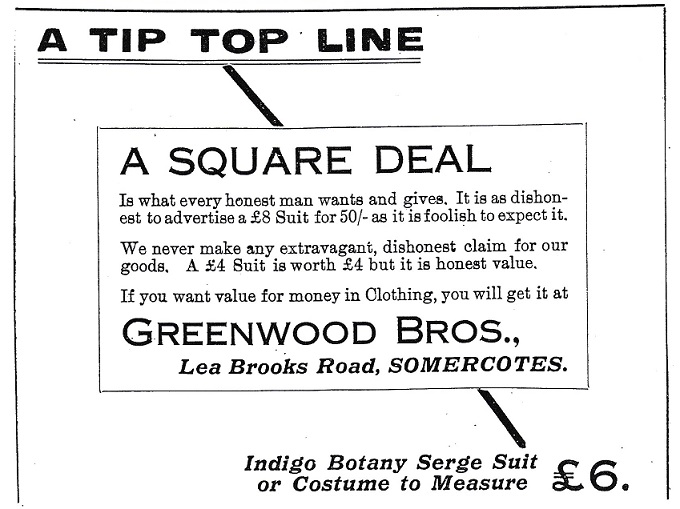 A TIP TOP LINE
A SQUARE DEAL
Is what every honest man wants and gives. It is as dishon-
est to advertise a £8 Suit for 50/- as it is foolish to expect it.
We never make any extravagant, dishonest claim for our
goods. A £4 Suit is worth £4 but it is honest value.
If you want value for money in Clothing, you will get it at
GREENWOOD BROS.,
Lea Brooks Road, SOMERCOTES.
Indigo Botany Serge Suit
or Costume to Measure £6.